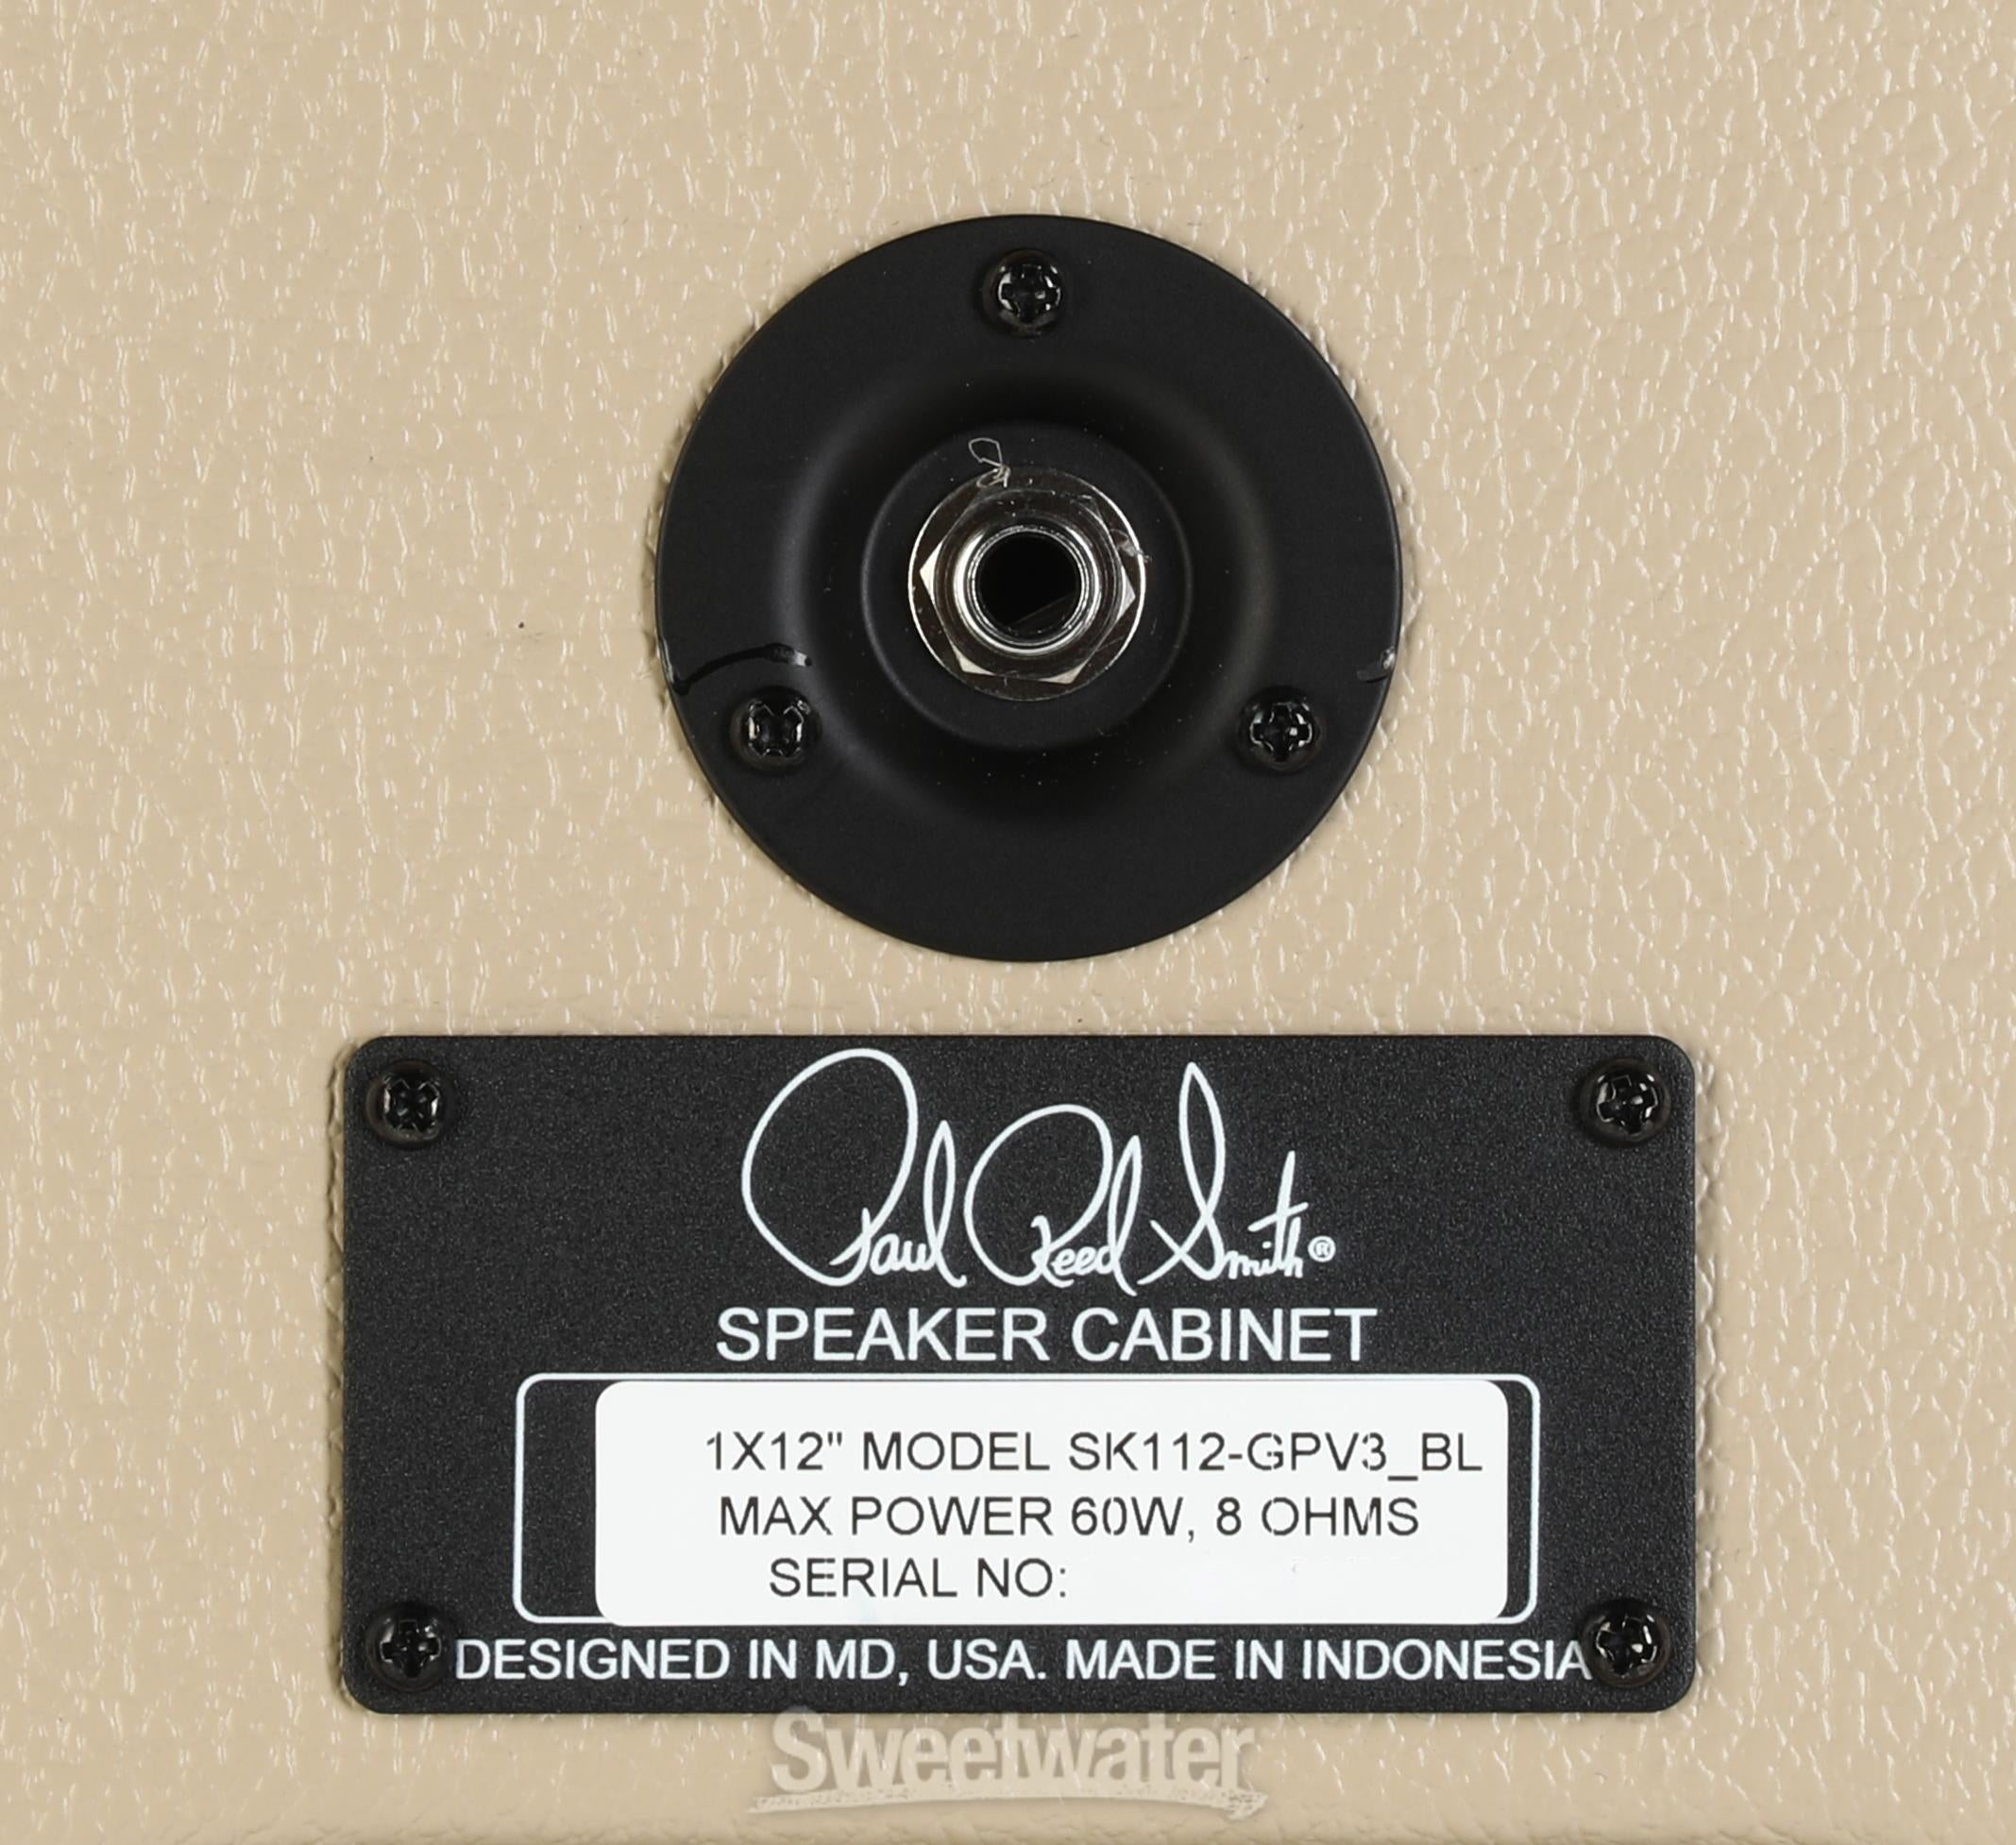 Paul Reed Smith®
SPEAKER CABINET
1X12" MODEL SK112-GPV3_BL
MAX POWER 60W, 8 OHMS
SERIAL NO:
DESIGNED IN MD, USA. MADE IN INDONESIA
Sweetwater